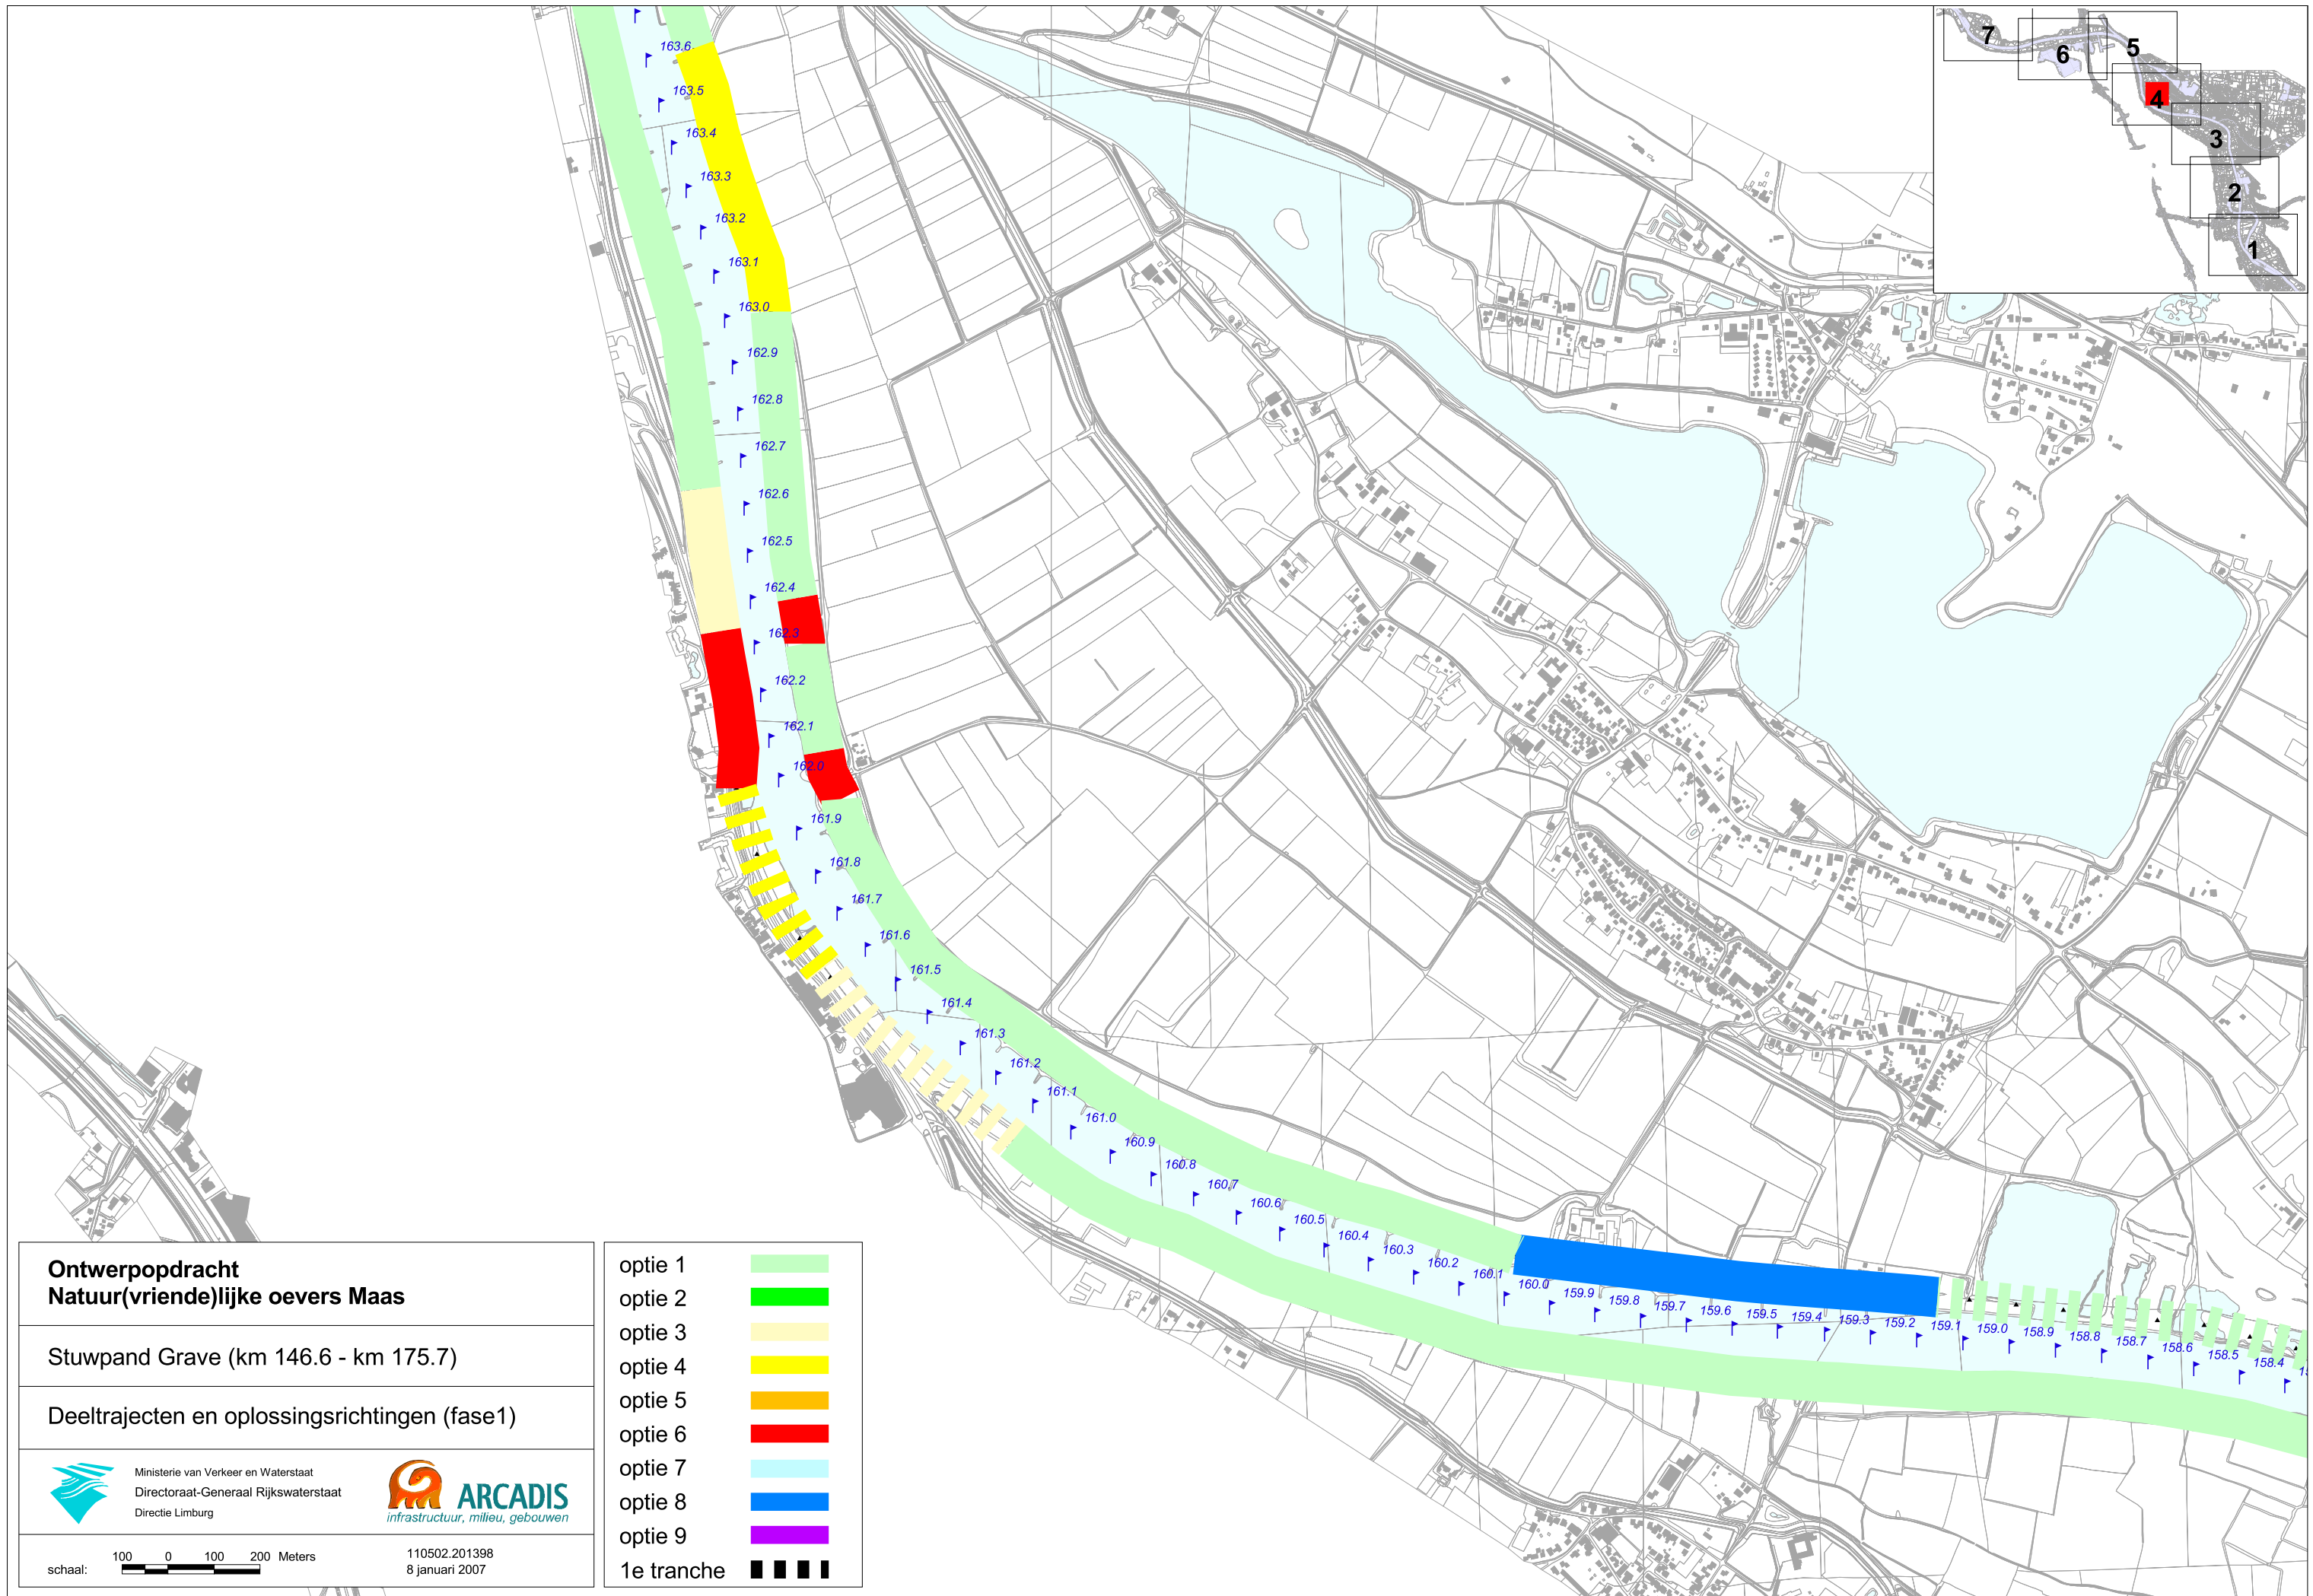 163.6
163.5
163.4
163.3
163.2
163.1
163.0
162.9
162.8
162.7
162.6
162.5
162.4
162.3
162.2
162.1
162.0
161.9
161.8
161.7
161.6
161.5
161.4
161.3
161.2
161.1
161.0
160.9
160.8
160.7
160.6
160.5
160.4
160.3
160.2
160.1
160.0
159.9
159.8
159.7
159.6
159.5
159.4
159.3
159.2
159.1
159.0
158.9
158.8
158.7
158.6
158.5
158.4
7
6
5
4
3
2
1
Ontwerpopdracht
Natuur(vriende)lijke oevers Maas
Stuwpand Grave (km 146.6 - km 175.7)
Deeltrajecten en oplossingsrichtingen (fase1)
Ministerie van Verkeer en Waterstaat
Directoraat-Generaal Rijkswaterstaat
Directie Limburg
ARCADIS
infrastructuur, milieu, gebouwen
schaal:
100 0 100 200 Meters
110502.201398
8 januari 2007
optie 1
optie 2
optie 3
optie 4
optie 5
optie 6
optie 7
optie 8
optie 9
1e tranche